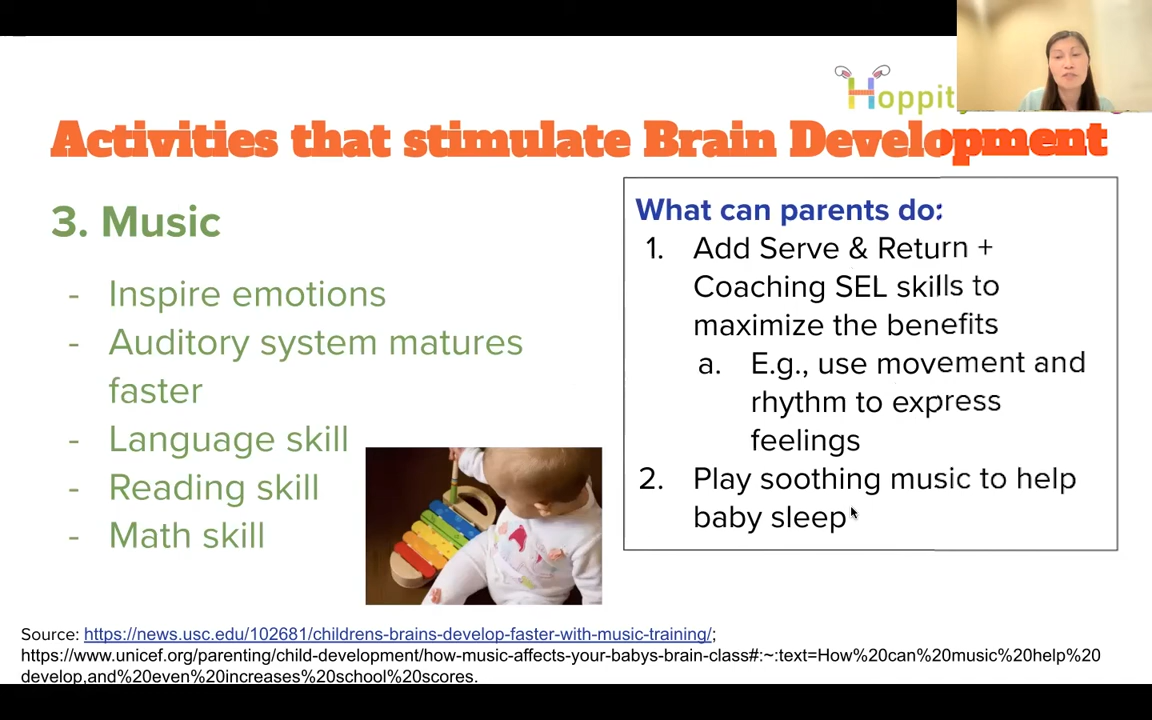 Hoppit
Activities that stimulate Brain Development
3. Music
- Inspire emotions
- Auditory system matures
faster
- Language skill
- Reading skill
- Math skill
What can parents do:
1. Add Serve & Return +
Coaching SEL skills to
maximize the benefits
a. E.g., use movement and
rhythm to express
feelings
2. Play soothing music to help
baby sleep
Source: https://news.usc.edu/102681/childrens-brains-develop-faster-with-music-training/;
https://www.unicef.org/parenting/child-development/how-music-affects-your-babys-brain-class#:~:text=How%20can%20music%20help%20
develop,and%20even%20increases%20school%20scores.